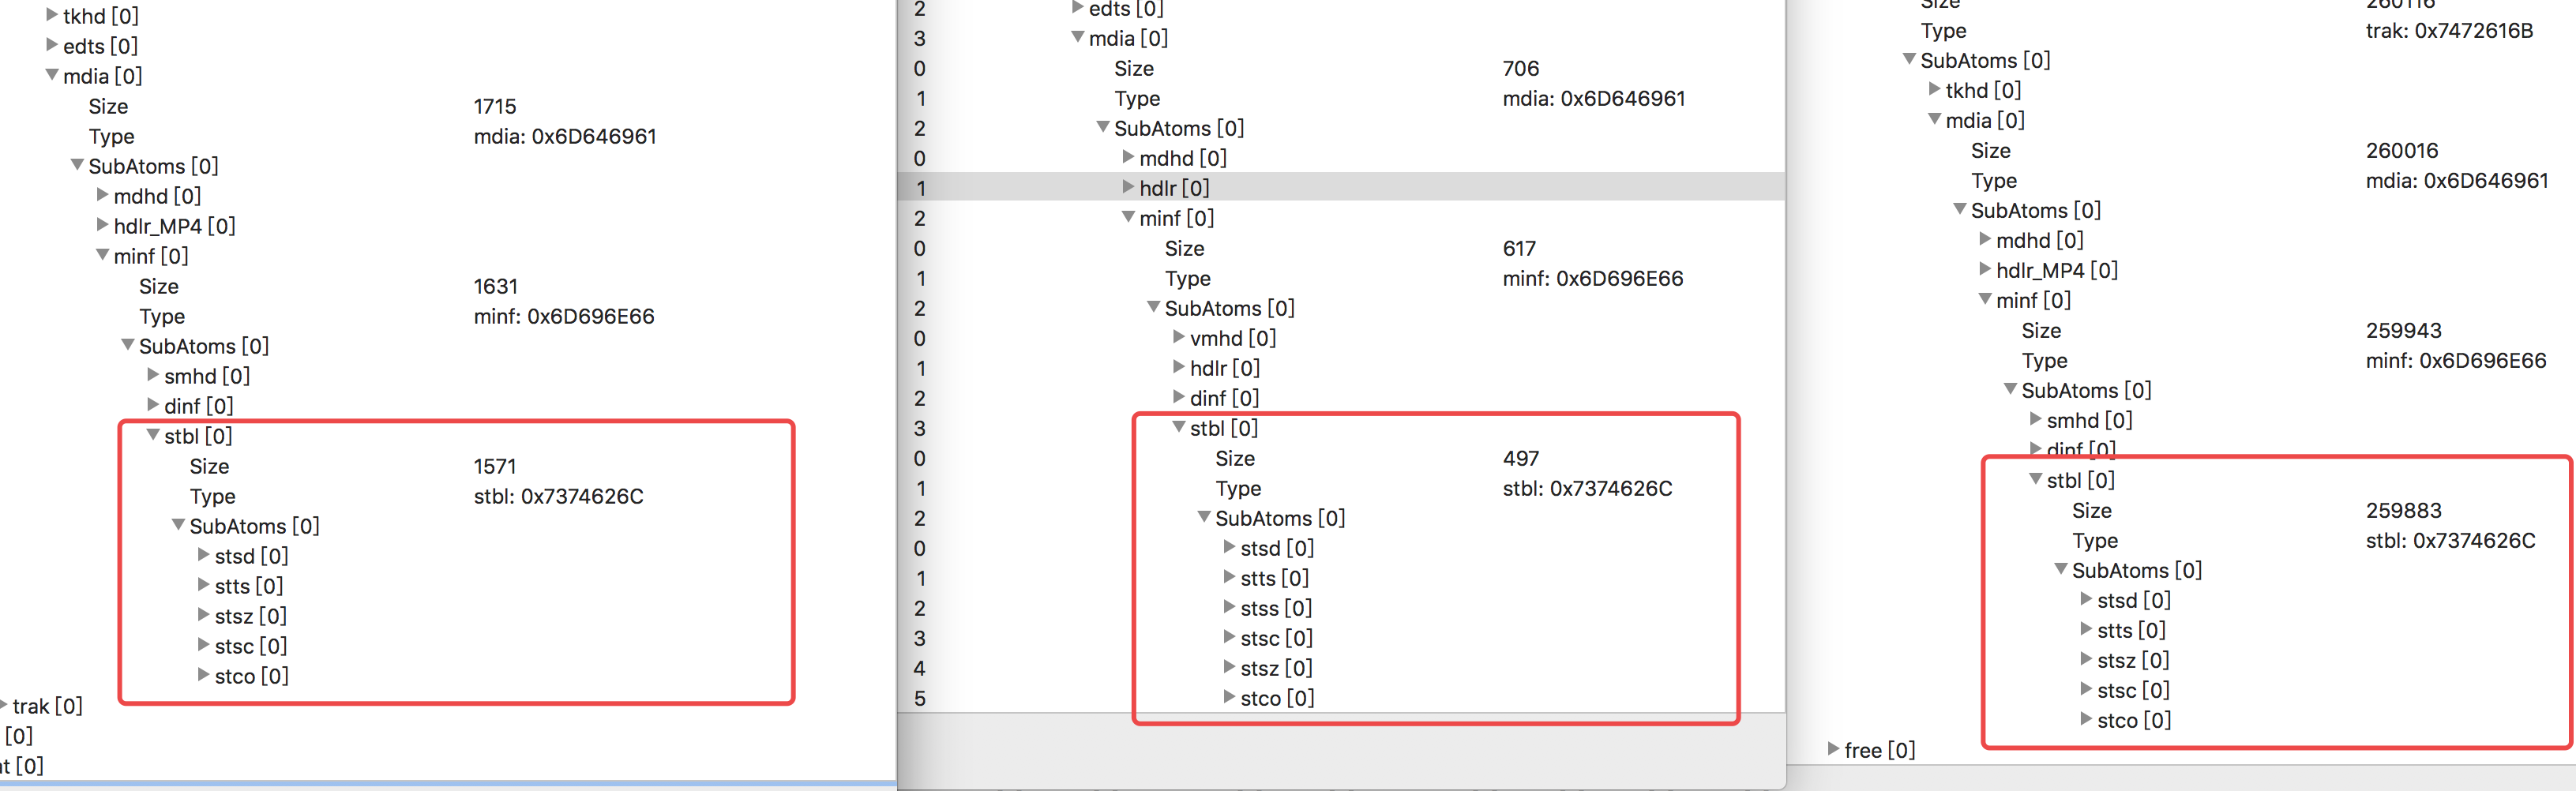 tkhd [0]
edts [0]
mdia [0]
Size 1715
Type mdia: 0x6D646961
SubAtoms [0]
mdhd [0]
hdlr_MP4 [0]
minf [0]
Size 1631
Type minf: 0x6D696E66
SubAtoms [0]
smhd [0]
dinf [0]
stbl [0]
Size 1571
Type stbl: 0x7374626C
SubAtoms [0]
stsd [0]
stts [0]
stsz [0]
stsc [0]
stco [0]
trak [0]
[0]
[0]
2 edts [0]
3 mdia [0]
0 Size 706
1 Type mdia: 0x6D646961
2 SubAtoms [0]
0 mdhd [0]
1 hdlr [0]
2 minf [0]
0 Size 617
1 Type minf: 0x6D696E66
2 SubAtoms [0]
0 vmhd [0]
1 hdlr [0]
2 dinf [0]
3 stbl [0]
0 Size 497
1 Type stbl: 0x7374626C
2 SubAtoms [0]
0 stsd [0]
1 stts [0]
2 stss [0]
3 stsc [0]
4 stsz [0]
5 stco [0]
Size 260116
Type trak: 0x7472616B
SubAtoms [0]
tkhd [0]
mdia [0]
Size 260016
Type mdia: 0x6D646961
SubAtoms [0]
mdhd [0]
hdlr_MP4 [0]
minf [0]
Size 259943
Type minf: 0x6D696E66
SubAtoms [0]
smhd [0]
dinf [0]
stbl [0]
Size 259883
Type stbl: 0x7374626C
SubAtoms [0]
stsd [0]
stts [0]
stsz [0]
stsc [0]
stco [0]
free [0]